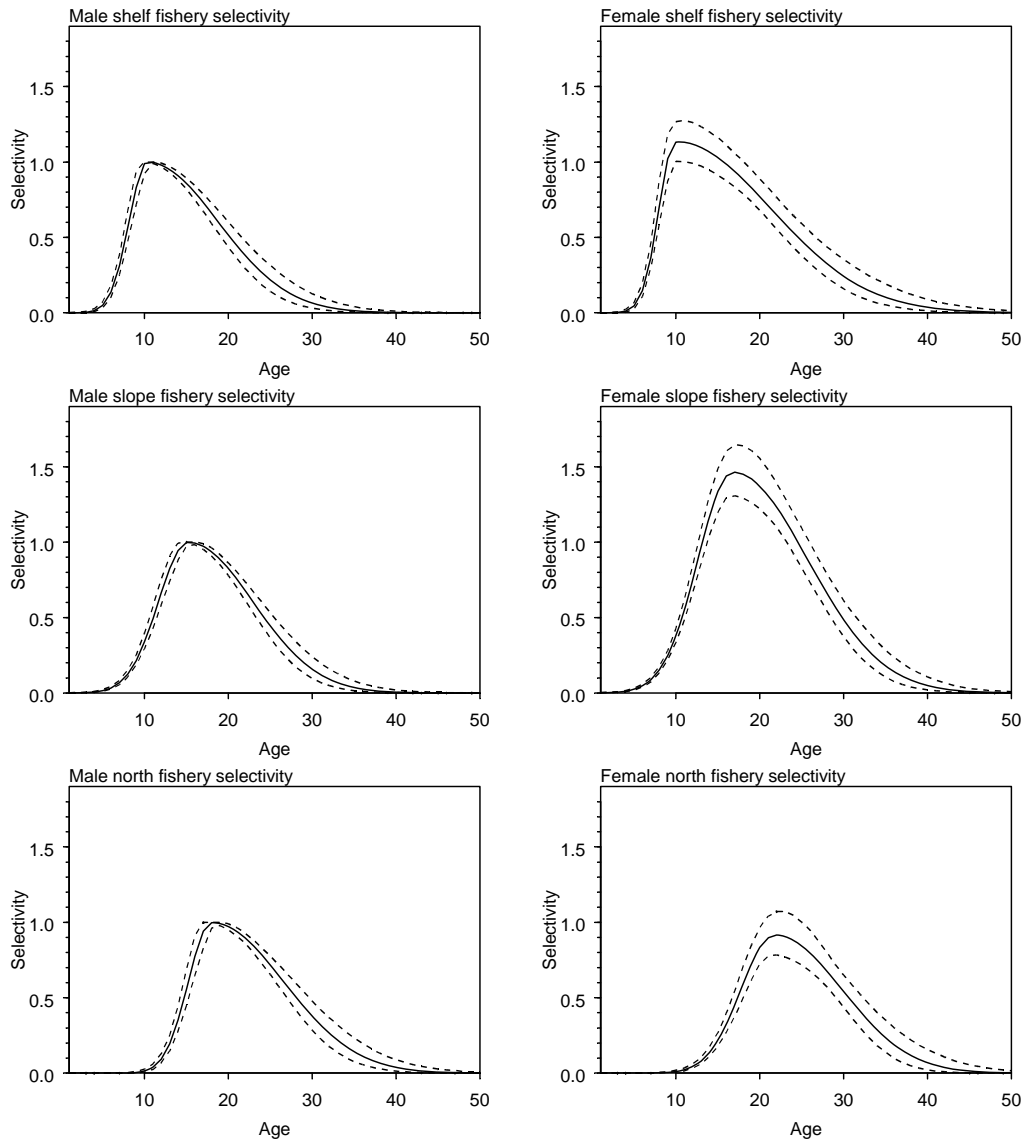 Male shelf fishery selectivity
Female shelf fishery selectivity
1.5
1.0
0.5
0.0
Selectivity
10 20 30 40 50
Age
1.5
1.0
0.5
0.0
Selectivity
10 20 30 40 50
Age
Male slope fishery selectivity
Female slope fishery selectivity
1.5
1.0
0.5
0.0
Selectivity
10 20 30 40 50
Age
1.5
1.0
0.5
0.0
Selectivity
10 20 30 40 50
Age
Male north fishery selectivity
Female north fishery selectivity
1.5
1.0
0.5
0.0
Selectivity
10 20 30 40 50
Age
1.5
1.0
0.5
0.0
Selectivity
10 20 30 40 50
Age